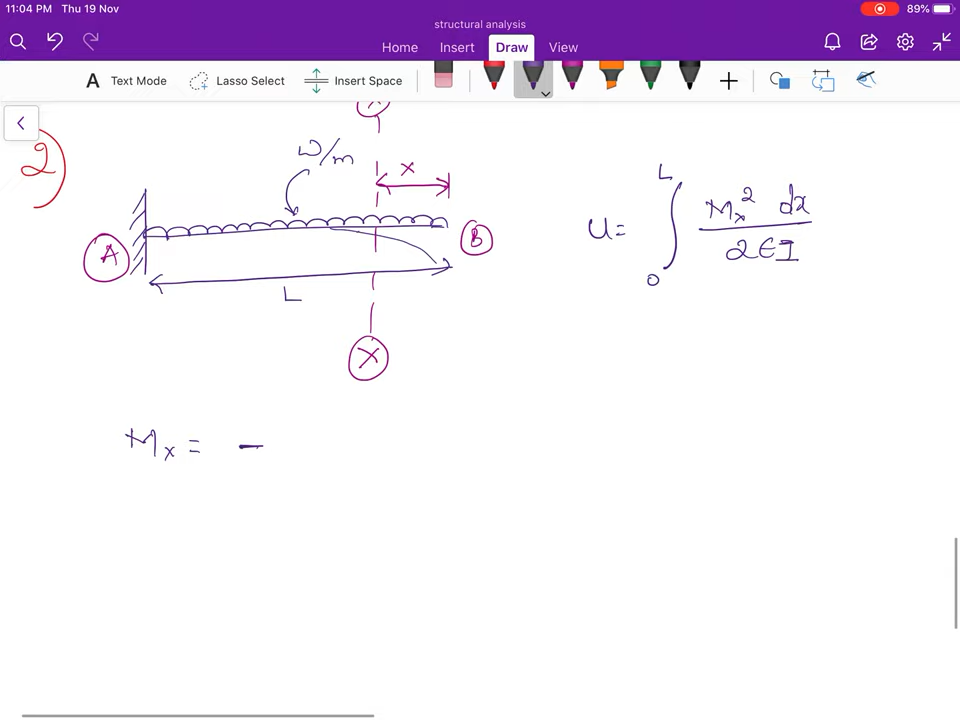 11:04 PM Thu 19 Nov 89%
structural analysis
Home Insert Draw View
A Text Mode Lasso Select Insert Space
X
2)
ω/m
x
A
B
L
X
U= ∫₀ᴸ Mₓ² dx / 2EI
Mₓ = −